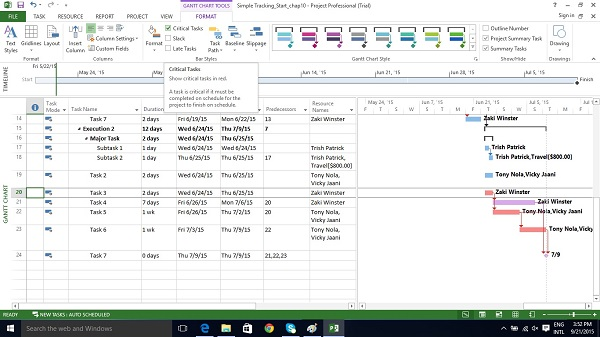 GANTT CHART TOOLS
Simple Tracking_Start_chap10 - Project Professional (Trial)
FILE TASK RESOURCE REPORT PROJECT VIEW FORMAT
Sign in
Text Styles
Gridlines
Layout
Insert Column
Column Settings
Custom Fields
Format
Critical Tasks
Slack
Late Tasks
Task Path
Baseline
Slippage
Outline Number
Project Summary Task
Summary Tasks
Drawing
Columns
Bar Styles
Gantt Chart Style
Show/Hide
Drawings
Critical Tasks
Show critical tasks in red.
A task is critical if it must be
completed on schedule for the
project to finish on schedule.
TIMELINE
Fri 5/22/15
May 24, '15
May 31, '15
Jun 14, '15
Jun 21, '15
Jun 28, '15
Jul 5, '15
Finish
Task Mode
Task Name
Predecessors
Resource Names
May 24, '15
Jun 21, '15
GANTT CHART
14 Task 7 2 days Fri 6/19/15 Mon 6/22/15 13 Zaki Winster
15 Execution 2 12 days Wed 6/24/15 Thu 7/9/15 7
16 Major Task 2 days Wed 6/24/15 Thu 6/25/15
17 Subtask 1 1 day Wed 6/24/15 Wed 6/24/15 16 Trish Patrick
18 Subtask 2 1 day Thu 6/25/15 Thu 6/25/15 17 Trish Patrick,
19 Task 2 2 days Wed 6/24/15 Thu 6/25/15 Tony Nola,
Vicky Jaani
20 Task 3 2 days Wed 6/24/15 Thu 6/25/15 Zaki Winster
21 Task 4 7 days Fri 6/26/15 Mon 7/6/15 20 Zaki Winster
22 Task 5 1 wk Fri 6/26/15 Thu 7/2/15 20 Tony Nola,
Vicky Jaani
23 Task 6 1 wk Fri 7/3/15 Thu 7/9/15 22 Tony Nola,
Vicky Jaani
24 Task 7 0 days Thu 7/9/15 Thu 7/9/15 21,22,23
Zaki Winster
Trish Patrick
Trish Patrick,Travel[$800.00]
Tony Nola,Vicky Jaani
Zaki Winster
Zaki Winster
Tony Nola,Vicky Jaani
Tony Nola,Vicky
7/9
READY
NEW TASKS : AUTO SCHEDULED
Search the web and Windows
ENG
INTL
3:52 PM
9/21/2015